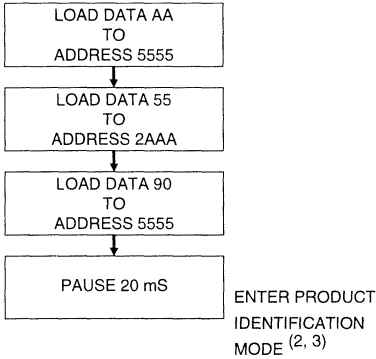 LOAD DATA AA
TO
ADDRESS 5555
LOAD DATA 55
TO
ADDRESS 2AAA
LOAD DATA 90
TO
ADDRESS 5555
PAUSE 20 mS
ENTER PRODUCT
IDENTIFICATION
MODE (2, 3)